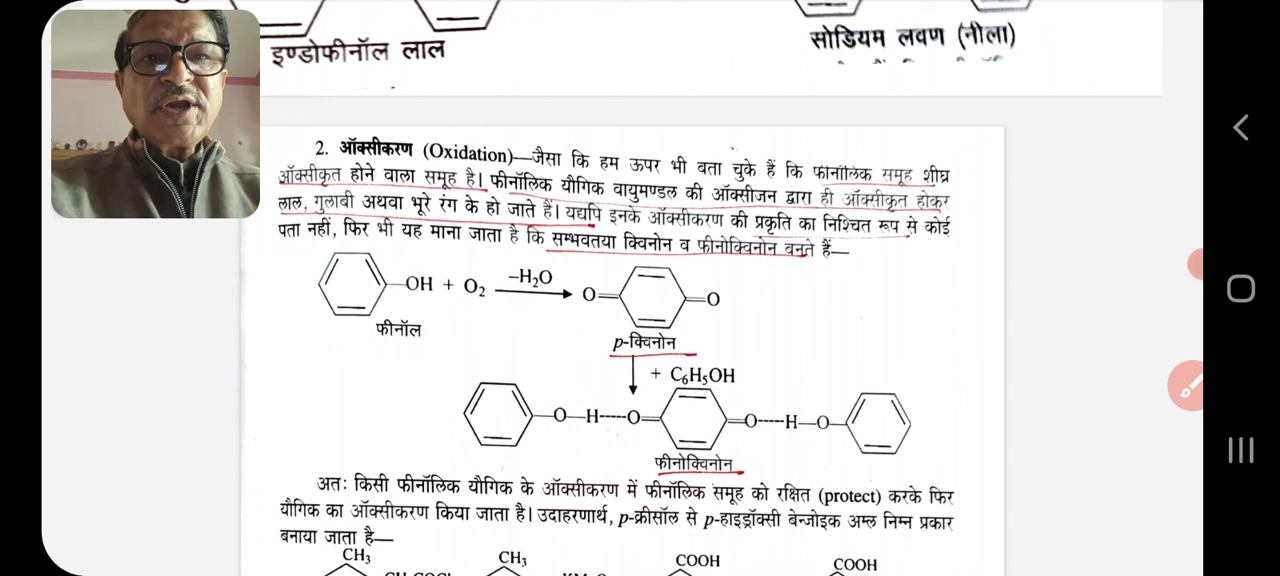 इण्डोफीनॉल लाल
सोडियम लवण (नीला)
2. ऑक्सीकरण (Oxidation)—जैसा कि हम ऊपर भी बता चुके हैं कि फीनॉलिक समूह शीघ्र
ऑक्सीकृत होने वाला समूह है। फीनॉलिक यौगिक वायुमण्डल की ऑक्सीजन द्वारा ही ऑक्सीकृत होकर
लाल, गुलाबी अथवा भूरे रंग के हो जाते हैं। यद्यपि इनके ऑक्सीकरण की प्रकृति का निश्चित रूप से कोई
पता नहीं, फिर भी यह माना जाता है कि सम्भवतया क्विनोन व फीनोक्विनोन बनते हैं—
OH + O₂ –H₂O O= =O
फीनॉल
p-क्विनोन
+ C₆H₅OH
O—H-----O= =O-----H—O
फीनोक्विनोन
अतः किसी फीनॉलिक यौगिक के ऑक्सीकरण में फीनॉलिक समूह को रक्षित (protect) करके फिर
यौगिक का ऑक्सीकरण किया जाता है। उदाहरणार्थ, p-क्रीसॉल से p-हाइड्रॉक्सी बेन्जोइक अम्ल निम्न प्रकार
बनाया जाता है—
CH₃ CH₃ COOH COOH